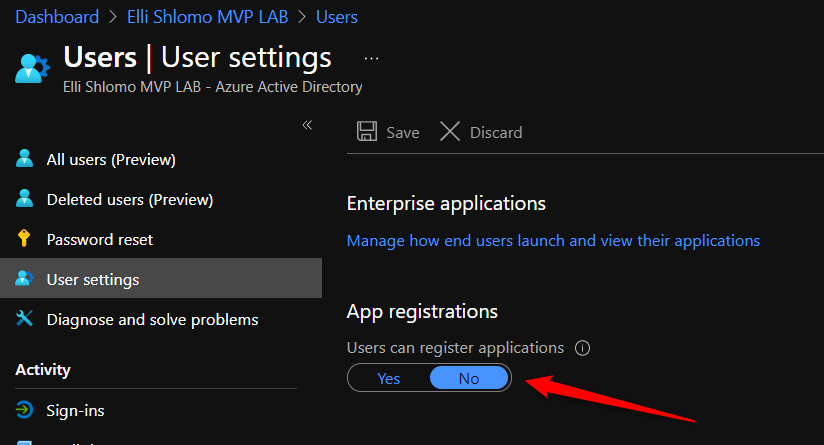 Dashboard > Elli Shlomo MVP LAB > Users
Users | User settings ...
Elli Shlomo MVP LAB - Azure Active Directory
«
Save Discard
All users (Preview)
Deleted users (Preview)
Password reset
User settings
Diagnose and solve problems
Activity
Sign-ins
Enterprise applications
Manage how end users launch and view their applications
App registrations
Users can register applications
Yes No